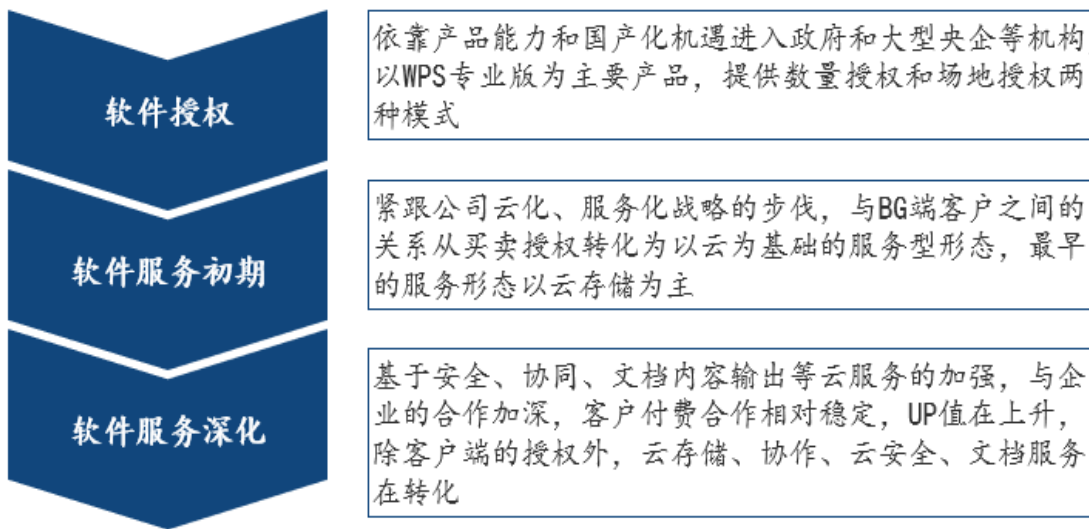 软件授权
依靠产品能力和国产化机遇进入政府和大型央企等机构
以WPS专业版为主要产品，提供数量授权和场地授权两
种模式
软件服务初期
紧跟公司云化、服务化战略的步伐，与BG端客户之间的
关系从买卖授权转化为以云为基础的服务型形态，最早
的服务形态以云存储为主
软件服务深化
基于安全、协同、文档内容输出等云服务的加强，与企
业的合作加深，客户付费合作相对稳定，UP值在上升，
除客户端的授权外，云存储、协作、云安全、文档服务
在转化